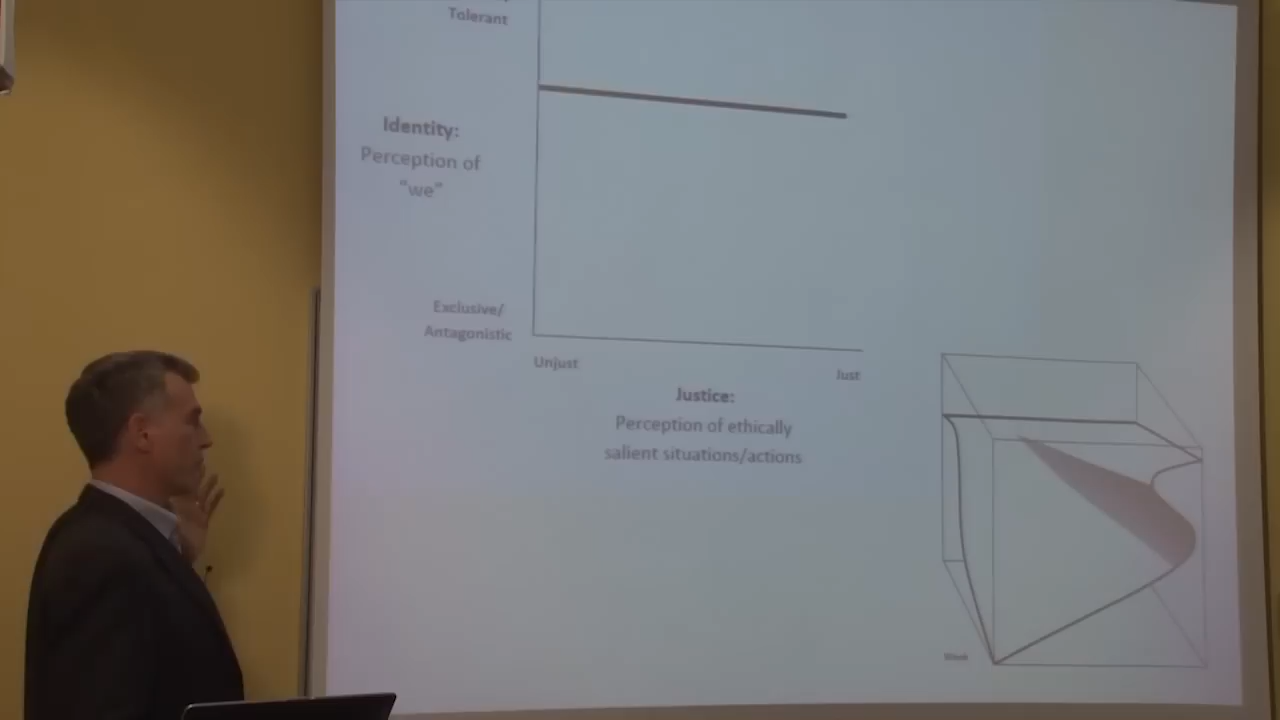 Tolerant
Identity:
Perception of
"we"
Exclusive/
Antagonistic
Unjust
Just
Justice:
Perception of ethically
salient situations/actions